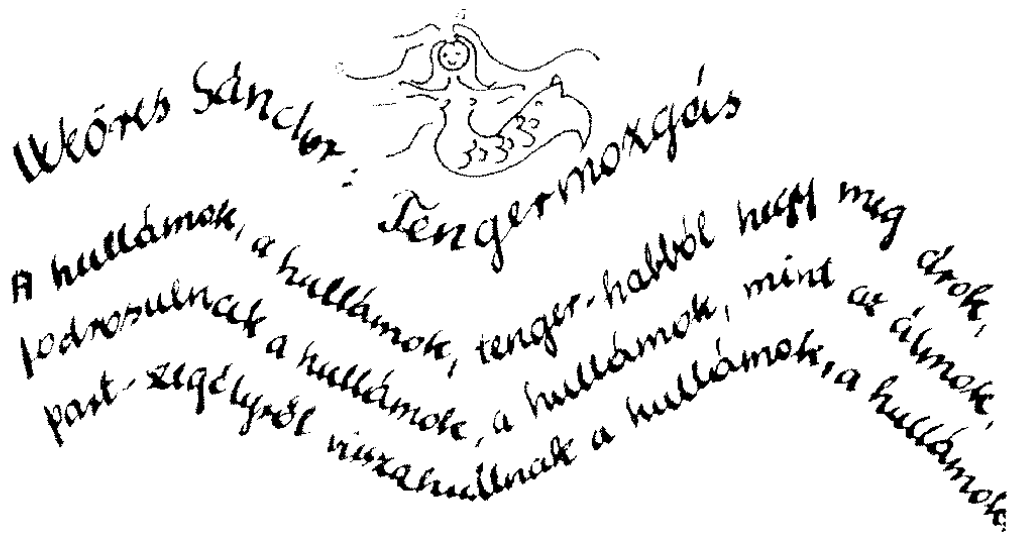 Weöres Sándor:
Tengermozgás
A hullámok, a hullámok, tenger-habból hegy meg árok,
fodrosulnak a hullámok, a hullámok, mint az álmok,
part-szegélyről visszahullnak a hullámok, a hullámok.